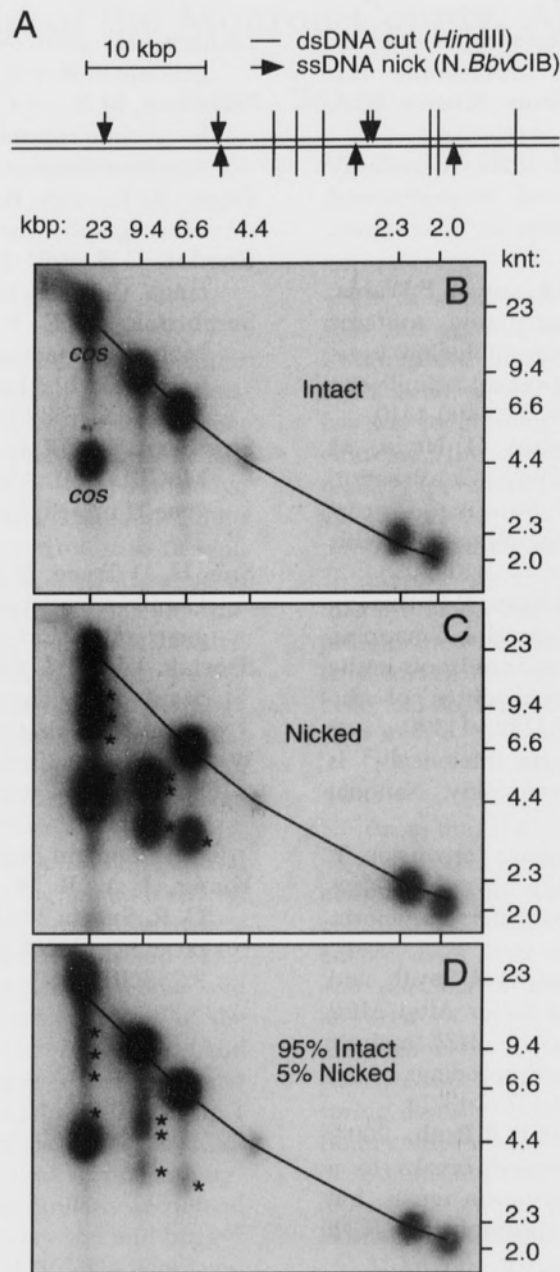 A
10 kbp
dsDNA cut (HindIII)
ssDNA nick (N.BbvCIB)
kbp: 23 9.4 6.6 4.4 2.3 2.0
knt:
B
cos
Intact
cos
23
9.4
6.6
4.4
2.3
2.0
C
Nicked
*
*
*
*
*
*
*
*
23
9.4
6.6
4.4
2.3
2.0
D
95% Intact
5% Nicked
*
*
*
*
*
*
*
*
23
9.4
6.6
4.4
2.3
2.0